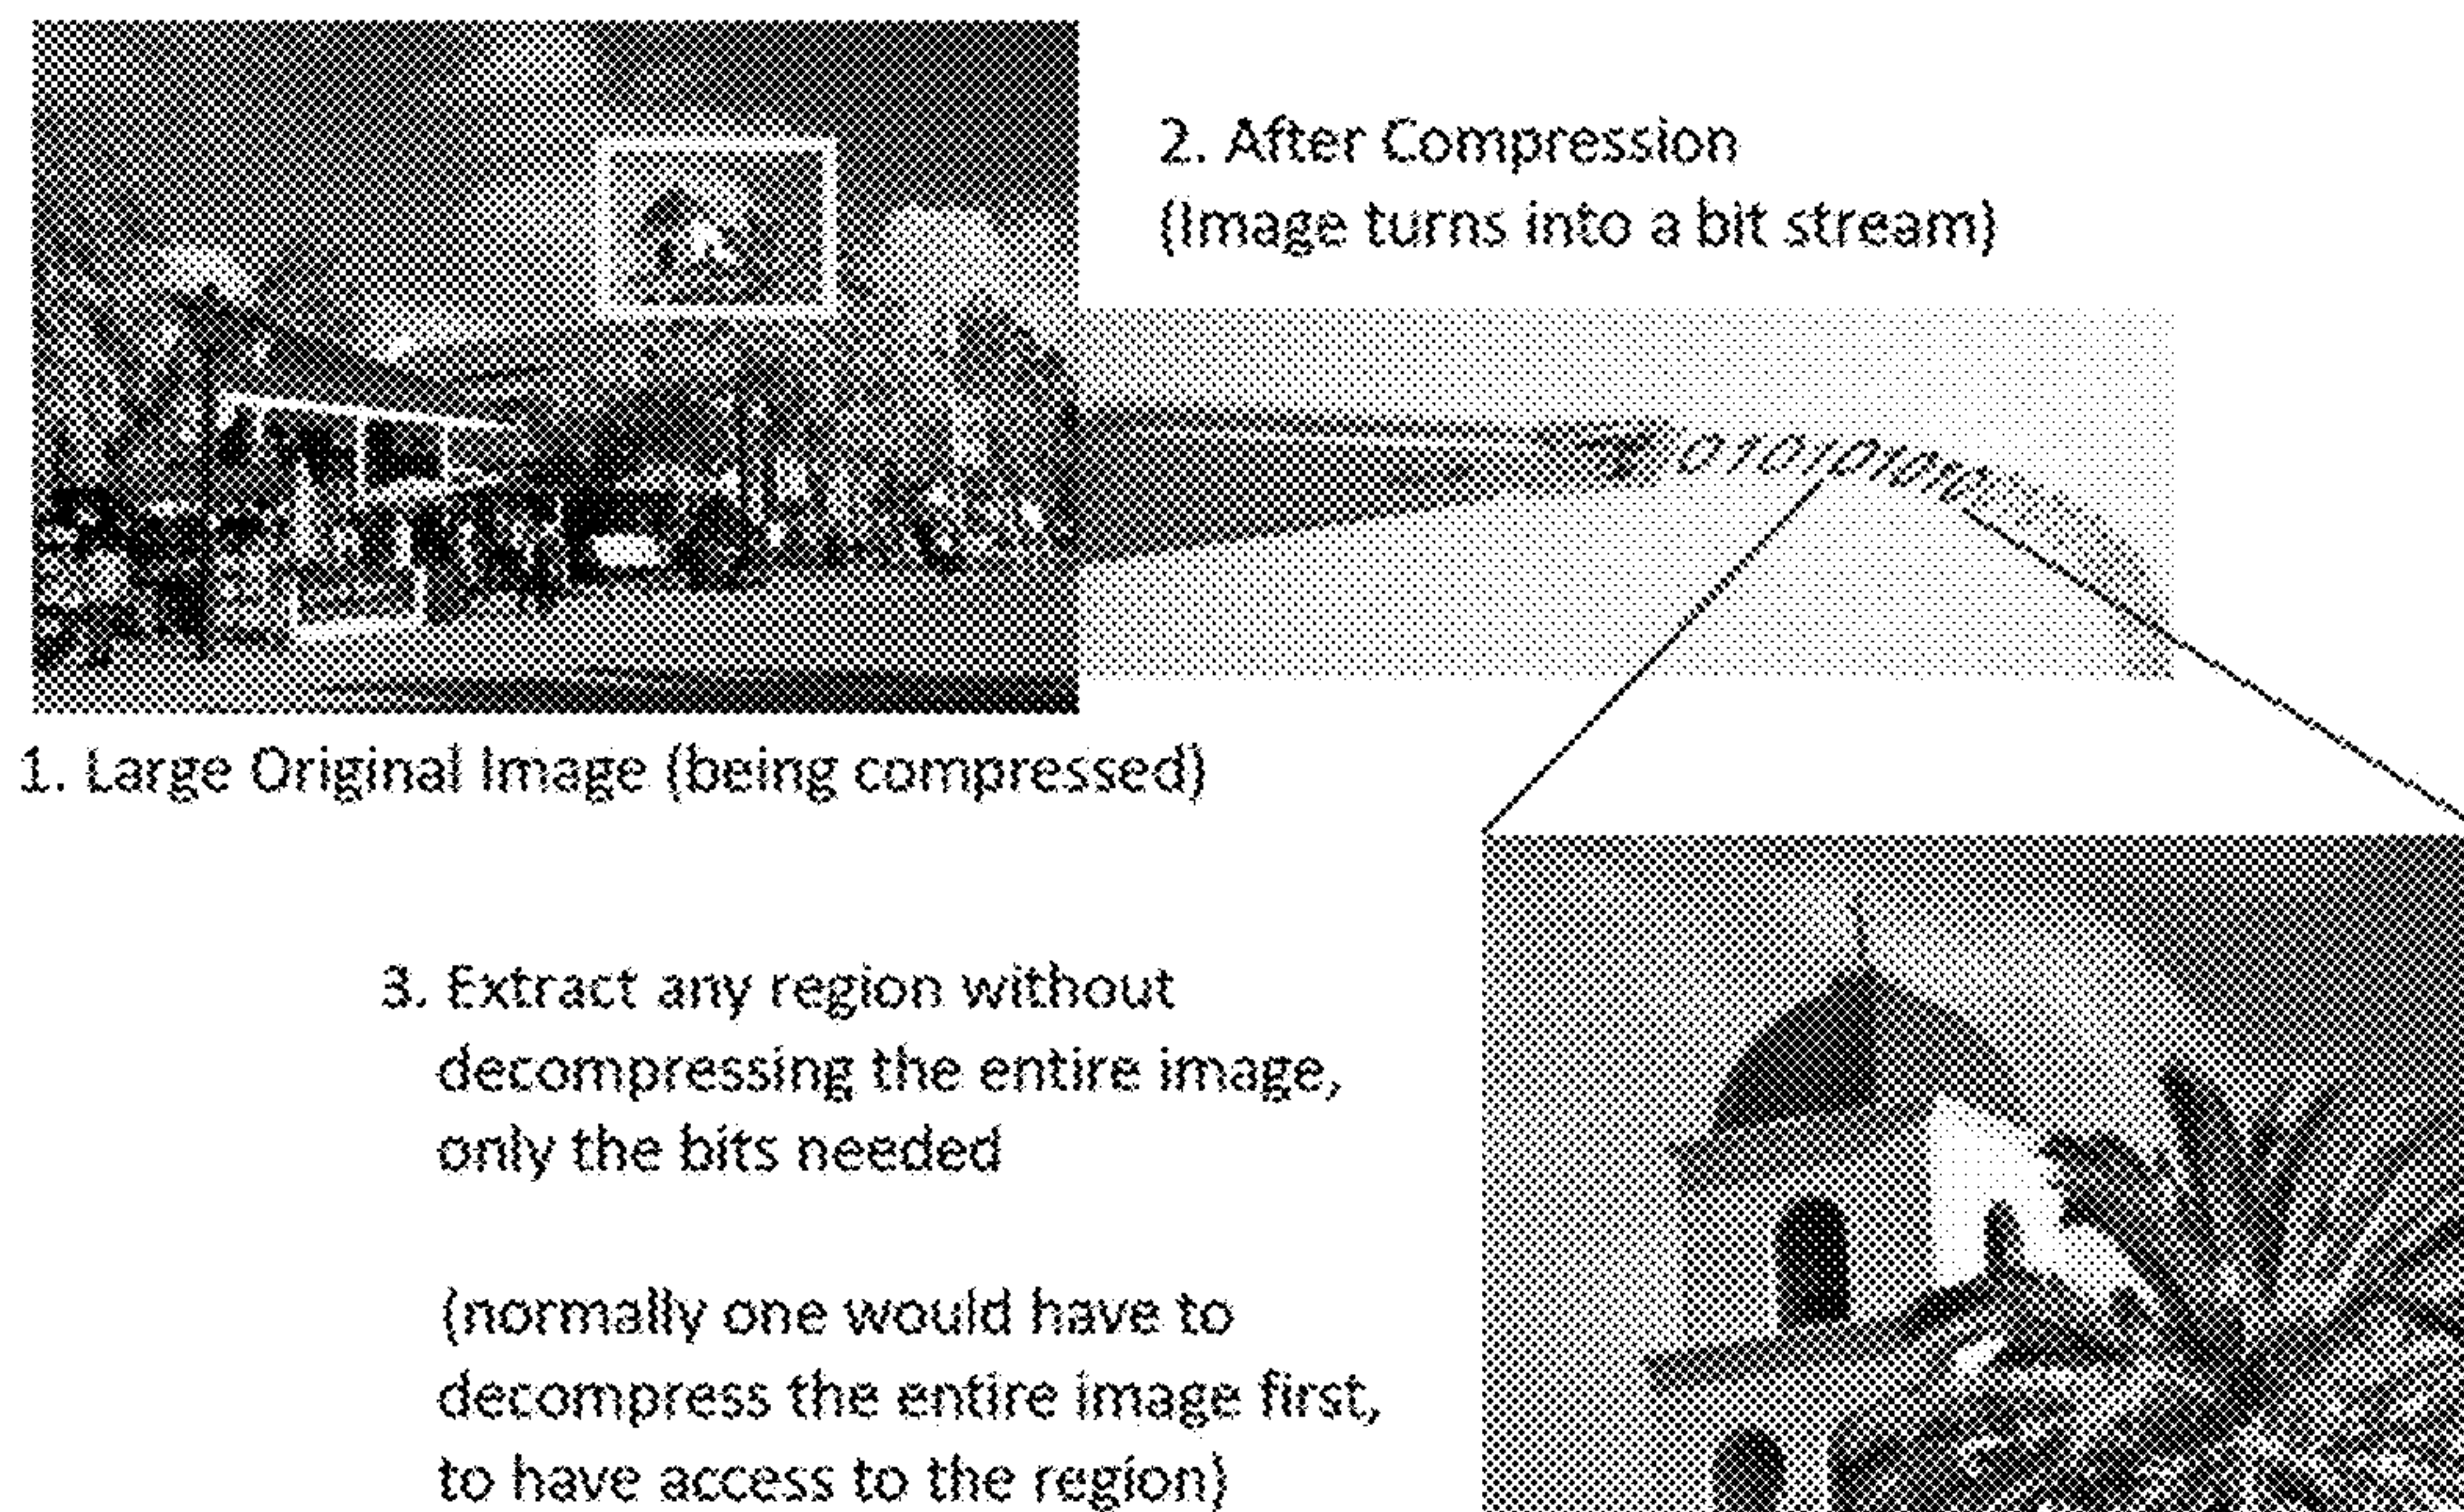 2. After Compression
(Image turns into a bit stream)
1. Large Original Image (being compressed)
3. Extract any region without
decompressing the entire image,
only the bits needed
(normally one would have to
decompress the entire image first,
to have access to the region)